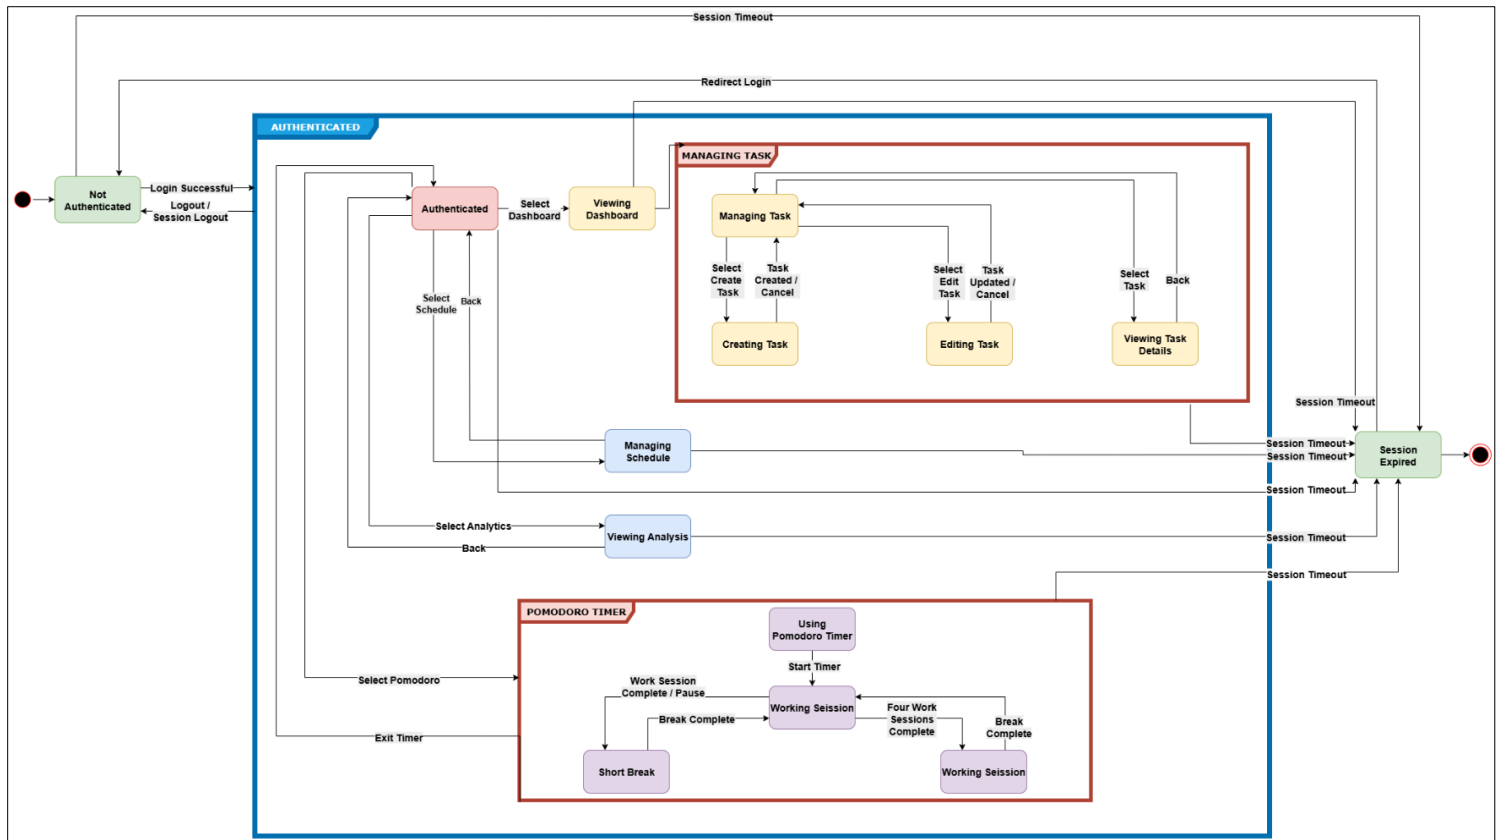 Session Timeout
Redirect Login
AUTHENTICATED
MANAGING TASK
Not
Authenticated
Login Successful
Logout /
Session Logout
Authenticated
Select
Dashboard
Viewing
Dashboard
Managing Task
Select
Create
Task
Task
Created /
Cancel
Select
Edit
Task
Task
Updated /
Cancel
Select
Task
Back
Select
Schedule
Back
Creating Task
Editing Task
Viewing Task
Details
Session Timeout
Managing
Schedule
Session Timeout
Session Timeout
Session
Expired
Session Timeout
Select Analytics
Back
Viewing Analysis
Session Timeout
Session Timeout
POMODORO TIMER
Using
Pomodoro Timer
Start Timer
Select Pomodoro
Work Session
Complete / Pause
Working Seission
Four Work
Sessions
Complete
Break Complete
Break
Complete
Exit Timer
Short Break
Working Seission